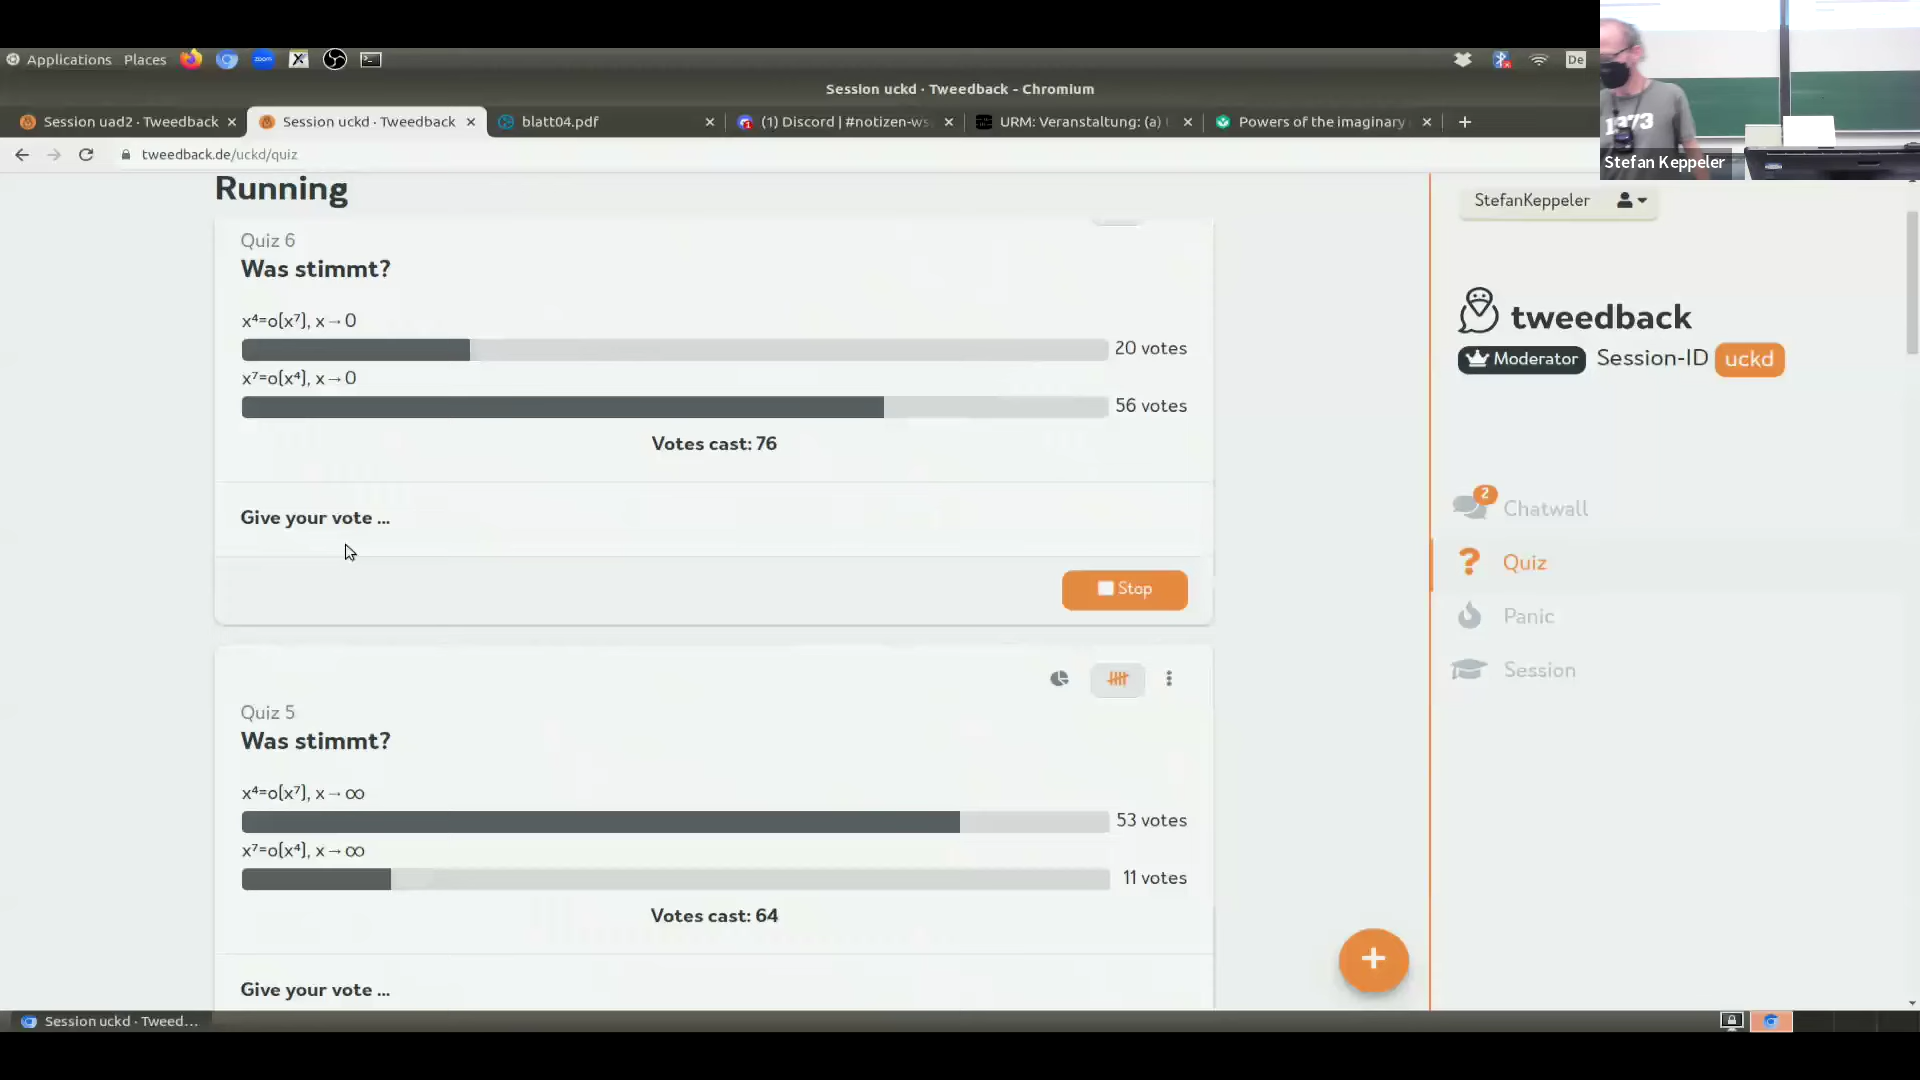 Applications Places zoom De
Session uckd · Tweedback - Chromium
Session uad2 · Tweedback
Session uckd · Tweedback
blatt04.pdf
(1) Discord | #notizen-ws
URM: Veranstaltung: (a)
Powers of the imaginary
tweedback.de/uckd/quiz
1373
Stefan Keppeler
Running
StefanKeppeler
Quiz 6
Was stimmt?
x⁴=o(x⁷), x→0
20 votes
x⁷=o(x⁴), x→0
56 votes
Votes cast: 76
Give your vote ...
Stop
Quiz 5
Was stimmt?
x⁴=o(x⁷), x→∞
53 votes
x⁷=o(x⁴), x→∞
11 votes
Votes cast: 64
Give your vote ...
tweedback
Moderator Session-ID uckd
2
Chatwall
Quiz
Panic
Session
Session uckd · Tweed...